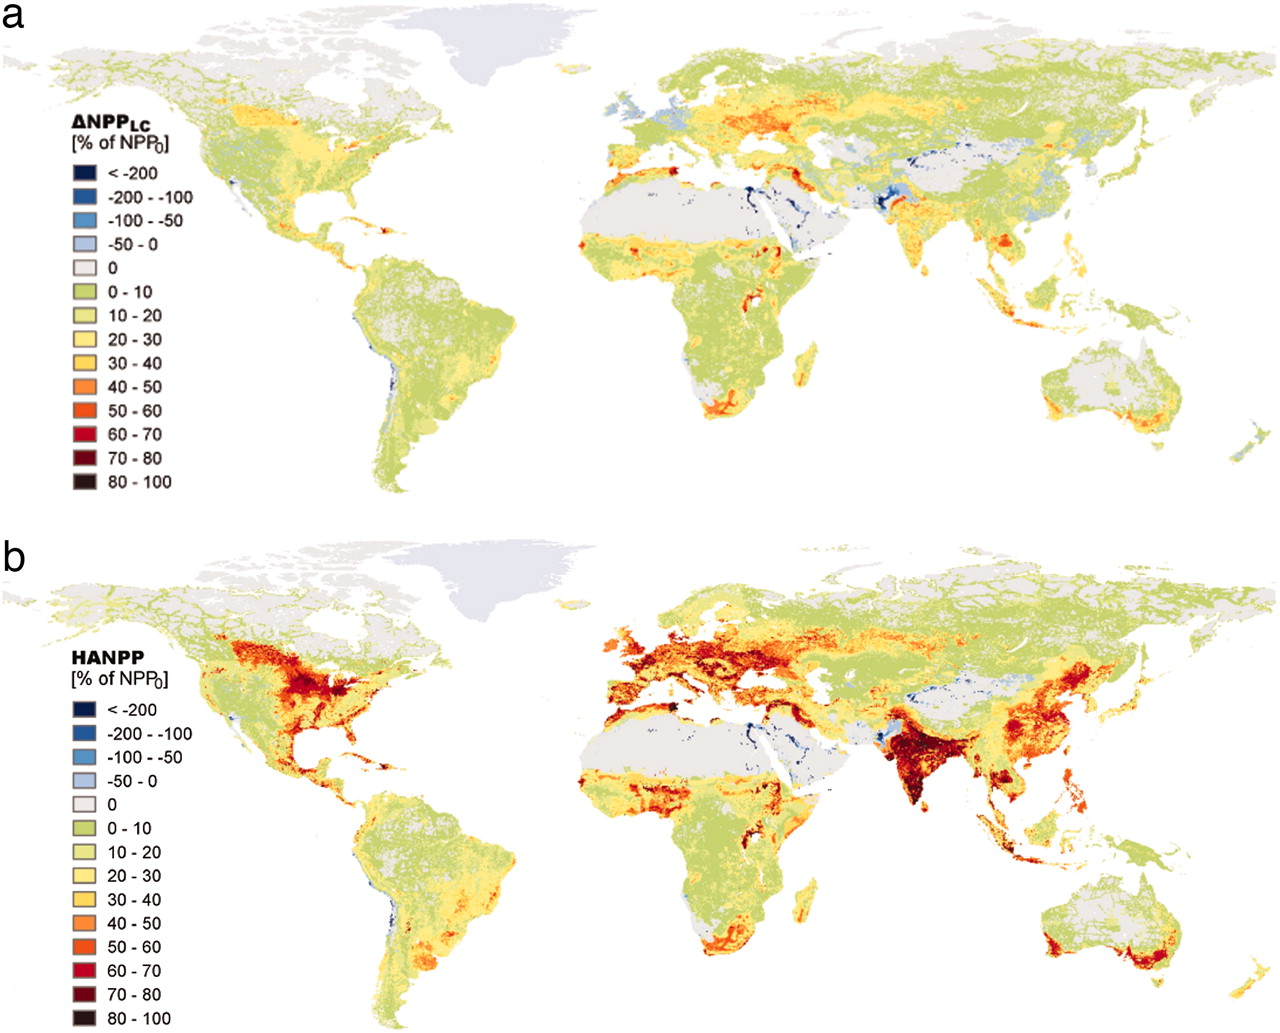 a
ΔNPPLC
[% of NPP0]
< -200
-200 - -100
-100 - -50
-50 - 0
0
0 - 10
10 - 20
20 - 30
30 - 40
40 - 50
50 - 60
60 - 70
70 - 80
80 - 100
b
HANPP
[% of NPP0]
< -200
-200 - -100
-100 - -50
-50 - 0
0
0 - 10
10 - 20
20 - 30
30 - 40
40 - 50
50 - 60
60 - 70
70 - 80
80 - 100